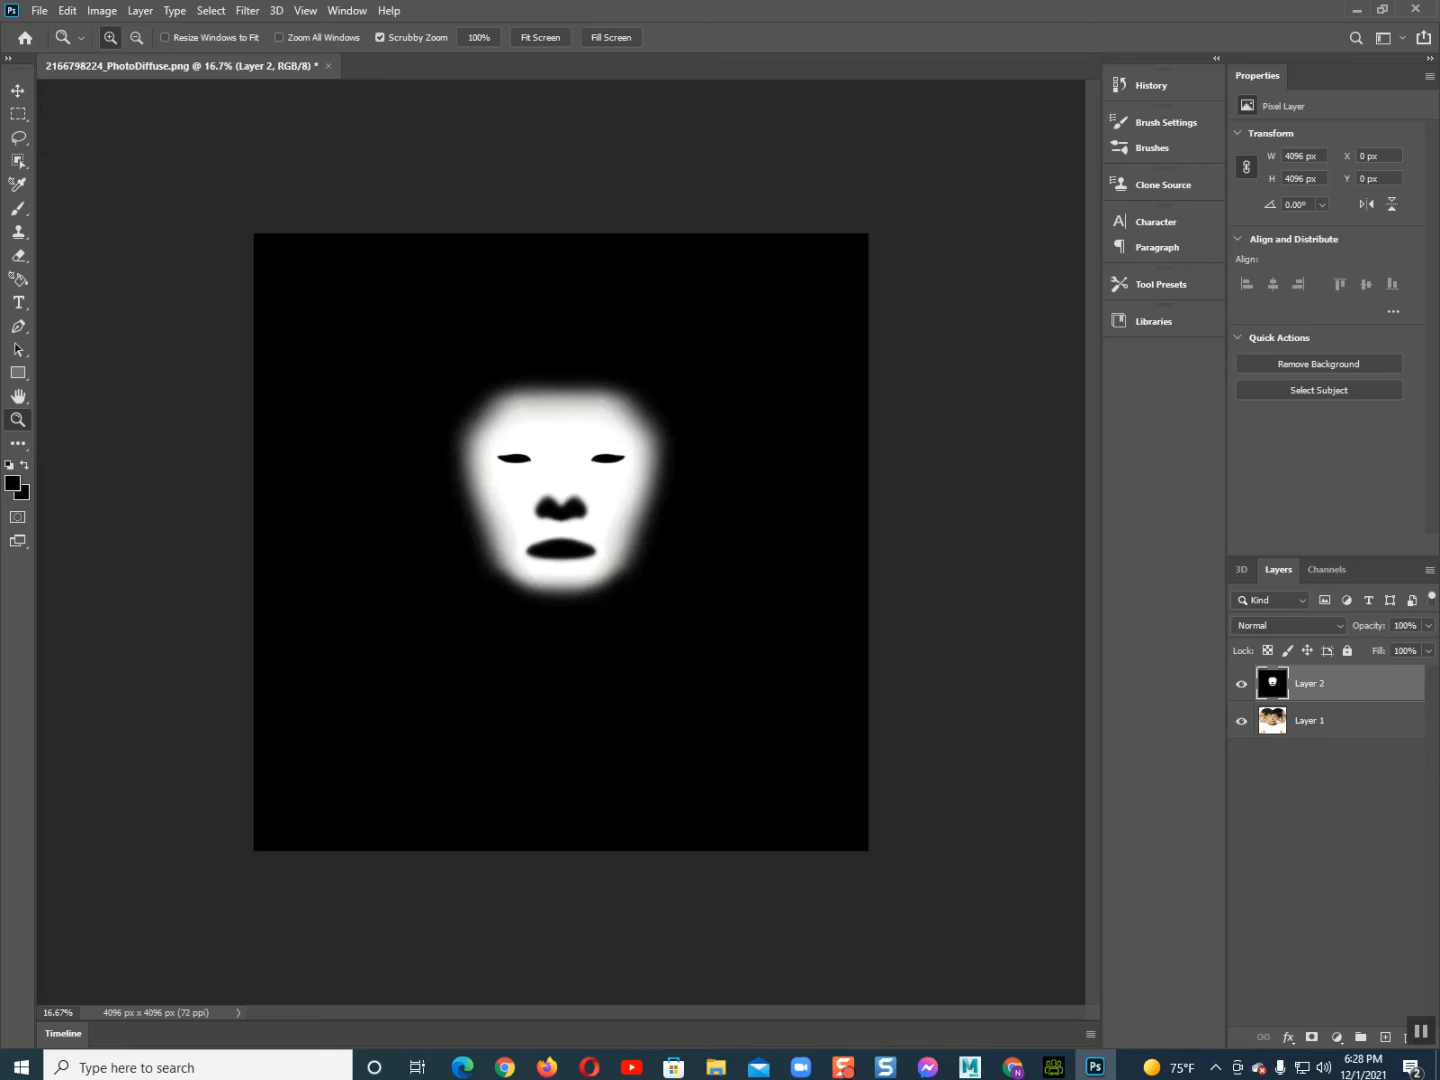 Ps File Edit Image Layer Type Select Filter 3D View Window Help
Resize Windows to Fit Zoom All Windows Scrubby Zoom 100% Fit Screen Fill Screen
2166798224_PhotoDiffuse.png @ 16.7% (Layer 2, RGB/8) * ×
History
Brush Settings
Brushes
Clone Source
Character
Paragraph
Tool Presets
Libraries
Properties
Pixel Layer
Transform
W 4096 px X 0 px
H 4096 px Y 0 px
0.00°
Align and Distribute
Align:
Quick Actions
Remove Background
Select Subject
3D Layers Channels
Kind
Normal Opacity: 100%
Lock: Fill: 100%
Layer 2
Layer 1
16.67% 4096 px x 4096 px (72 ppi)
Timeline
Type here to search
Ps
75°F
6:28 PM
12/1/2021
2